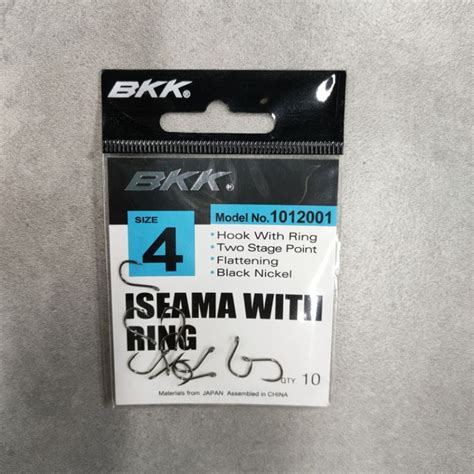 BKK®
BKK®
SIZE
4
Model No.1012001
• Hook With Ring
• Two Stage Point
• Flattening
• Black Nickel
ISEAMA WITH
RING
QTY. 10
Materials from JAPAN Assembled in CHINA